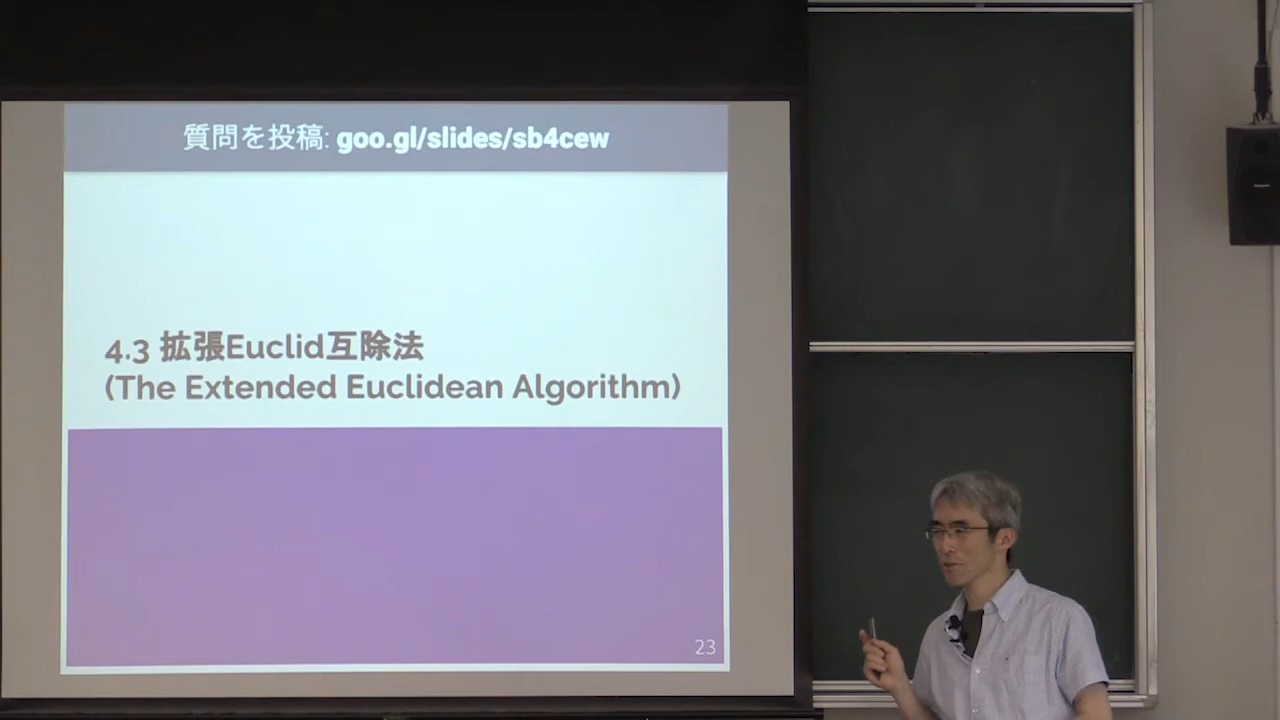 質問を投稿: goo.gl/slides/sb4cew
4.3 拡張Euclid互除法
(The Extended Euclidean Algorithm)
23